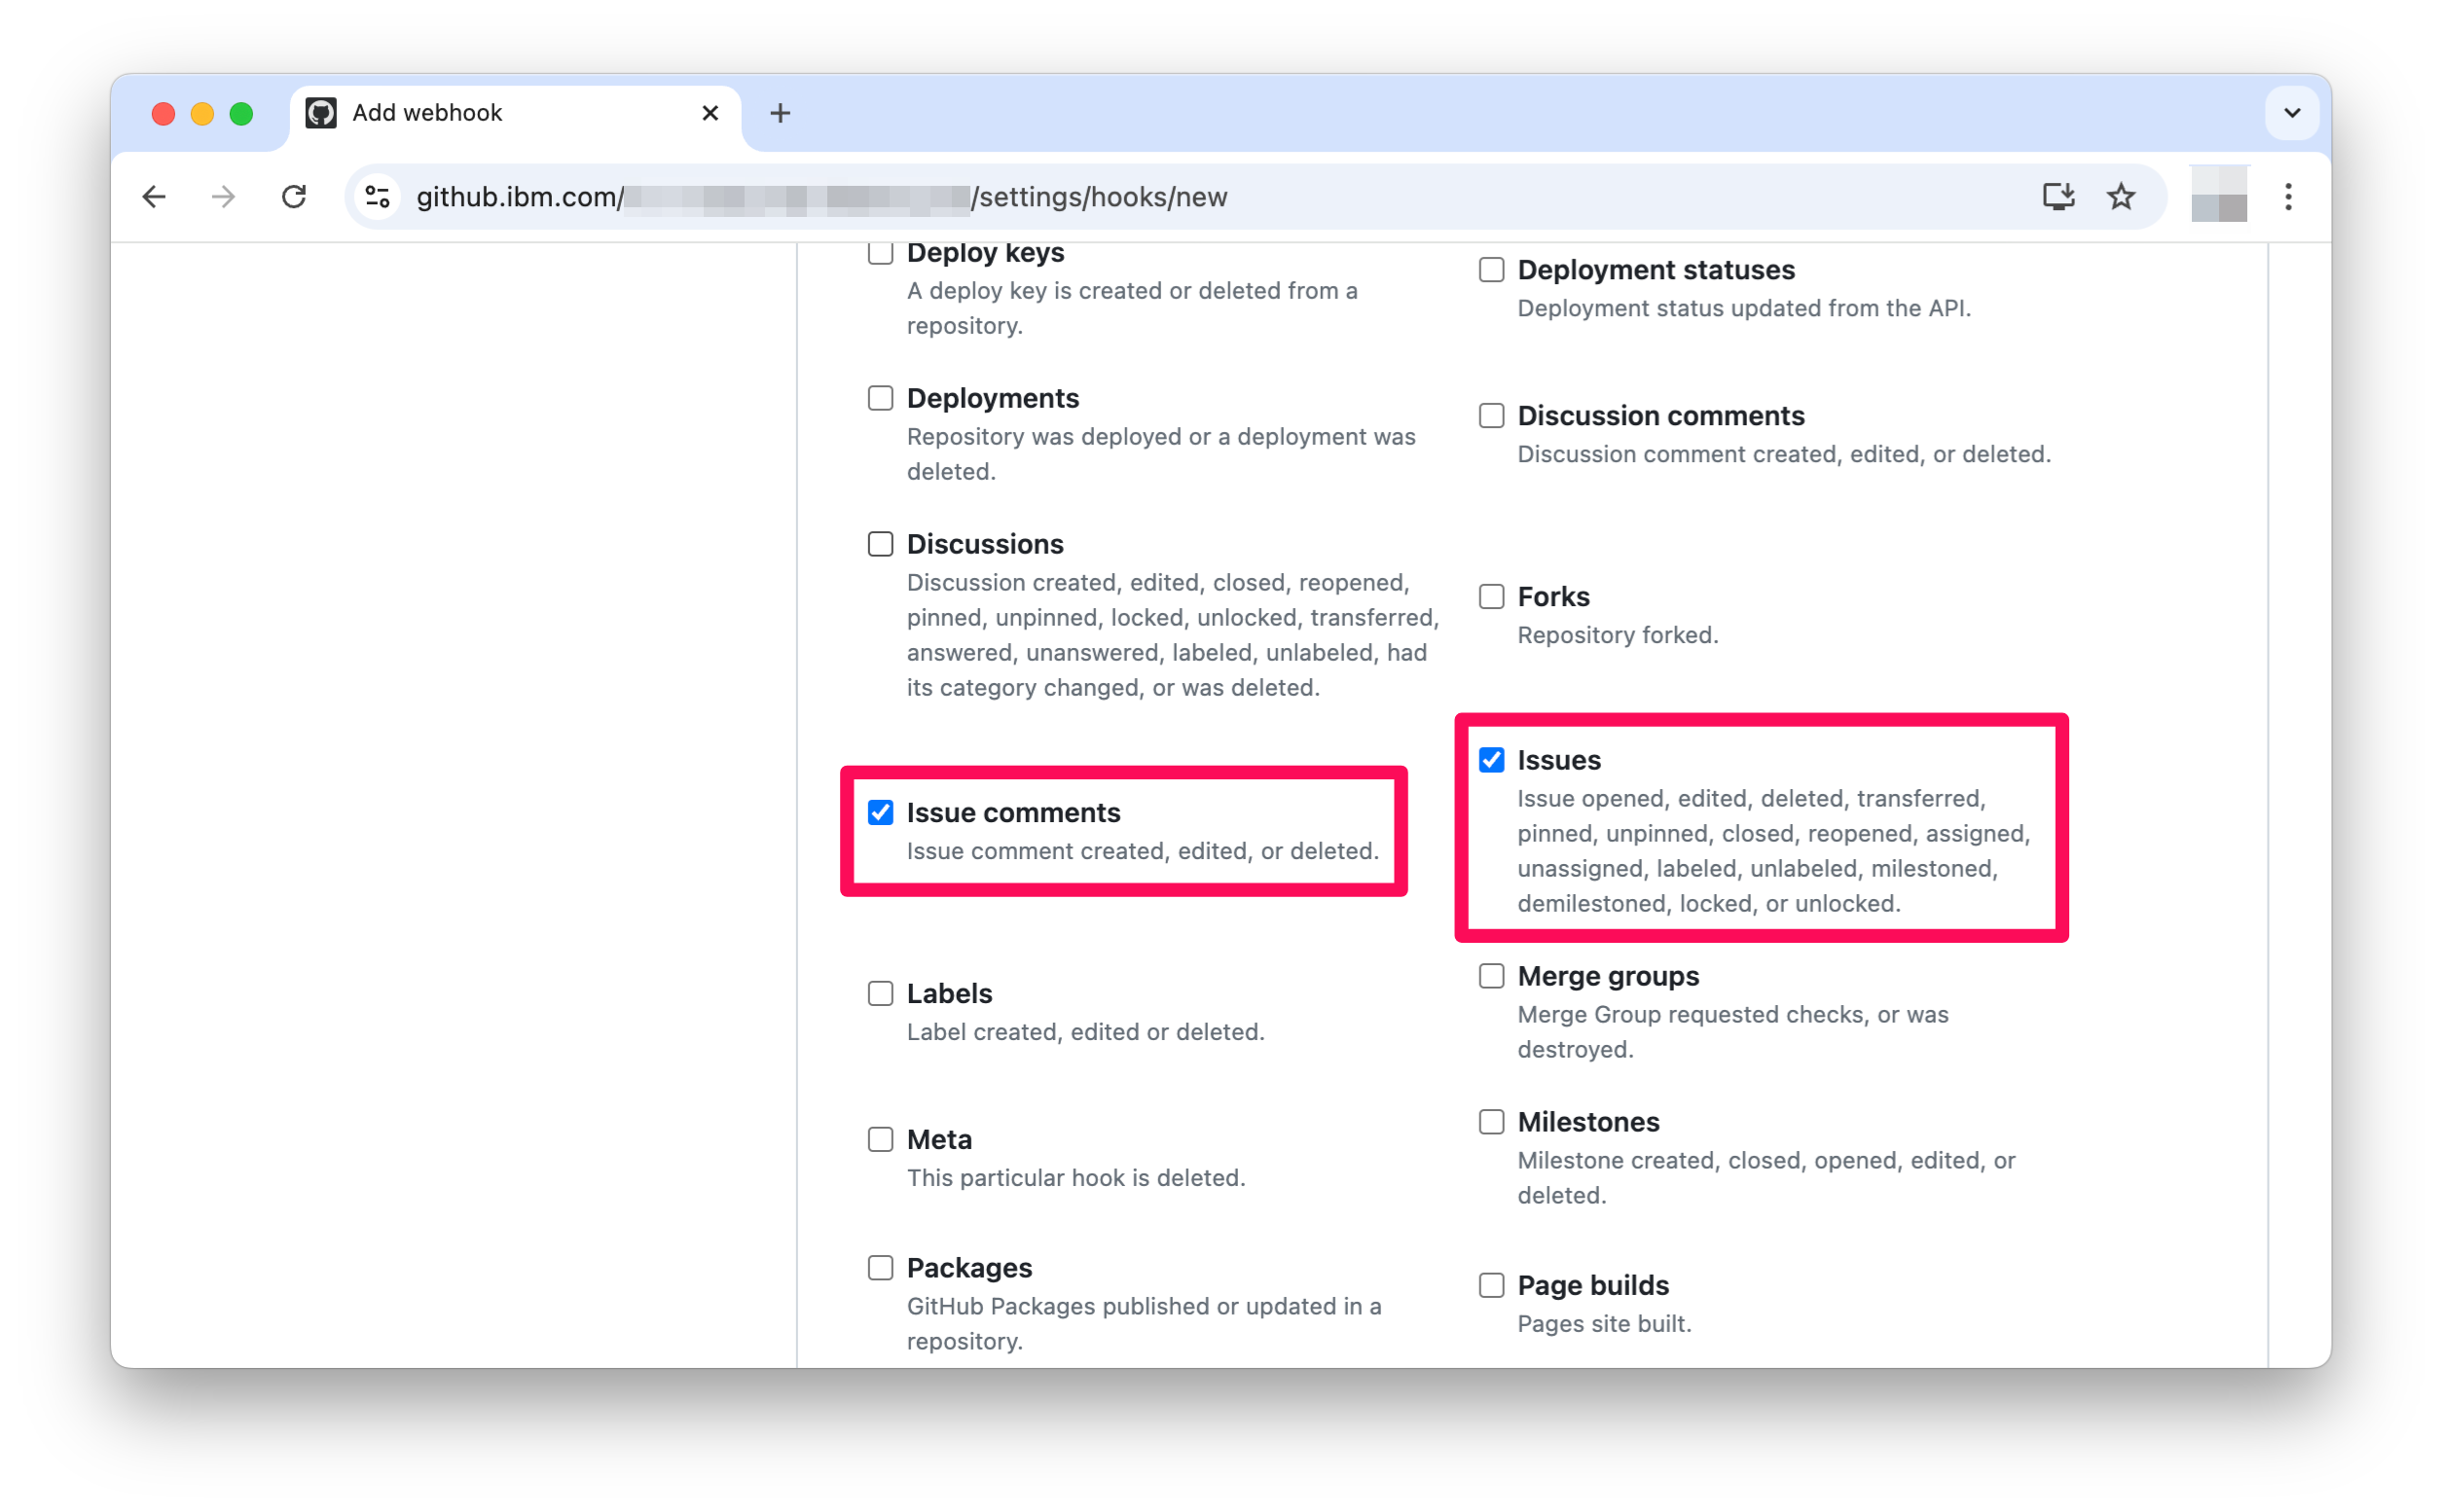 Add webhook
github.ibm.com/
/settings/hooks/new
Deploy keys
A deploy key is created or deleted from a
repository.
Deployment statuses
Deployment status updated from the API.
Deployments
Repository was deployed or a deployment was
deleted.
Discussion comments
Discussion comment created, edited, or deleted.
Discussions
Discussion created, edited, closed, reopened,
pinned, unpinned, locked, unlocked, transferred,
answered, unanswered, labeled, unlabeled, had
its category changed, or was deleted.
Forks
Repository forked.
Issue comments
Issue comment created, edited, or deleted.
Issues
Issue opened, edited, deleted, transferred,
pinned, unpinned, closed, reopened, assigned,
unassigned, labeled, unlabeled, milestoned,
demilestoned, locked, or unlocked.
Labels
Label created, edited or deleted.
Merge groups
Merge Group requested checks, or was
destroyed.
Meta
This particular hook is deleted.
Milestones
Milestone created, closed, opened, edited, or
deleted.
Packages
GitHub Packages published or updated in a
repository.
Page builds
Pages site built.